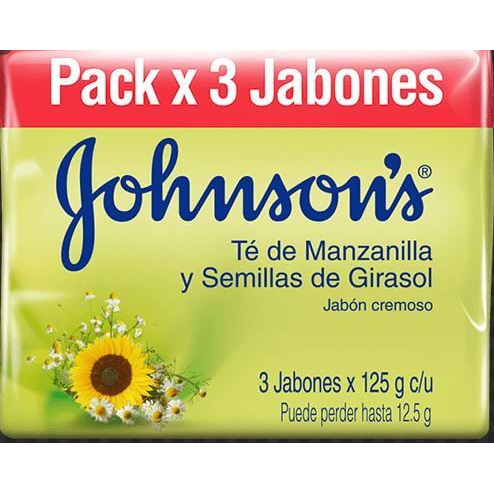 Pack x 3 Jabones
Johnson's®
Té de Manzanilla
y Semillas de Girasol
Jabón cremoso
3 Jabones x 125 g c/u
Puede perder hasta 12.5 g